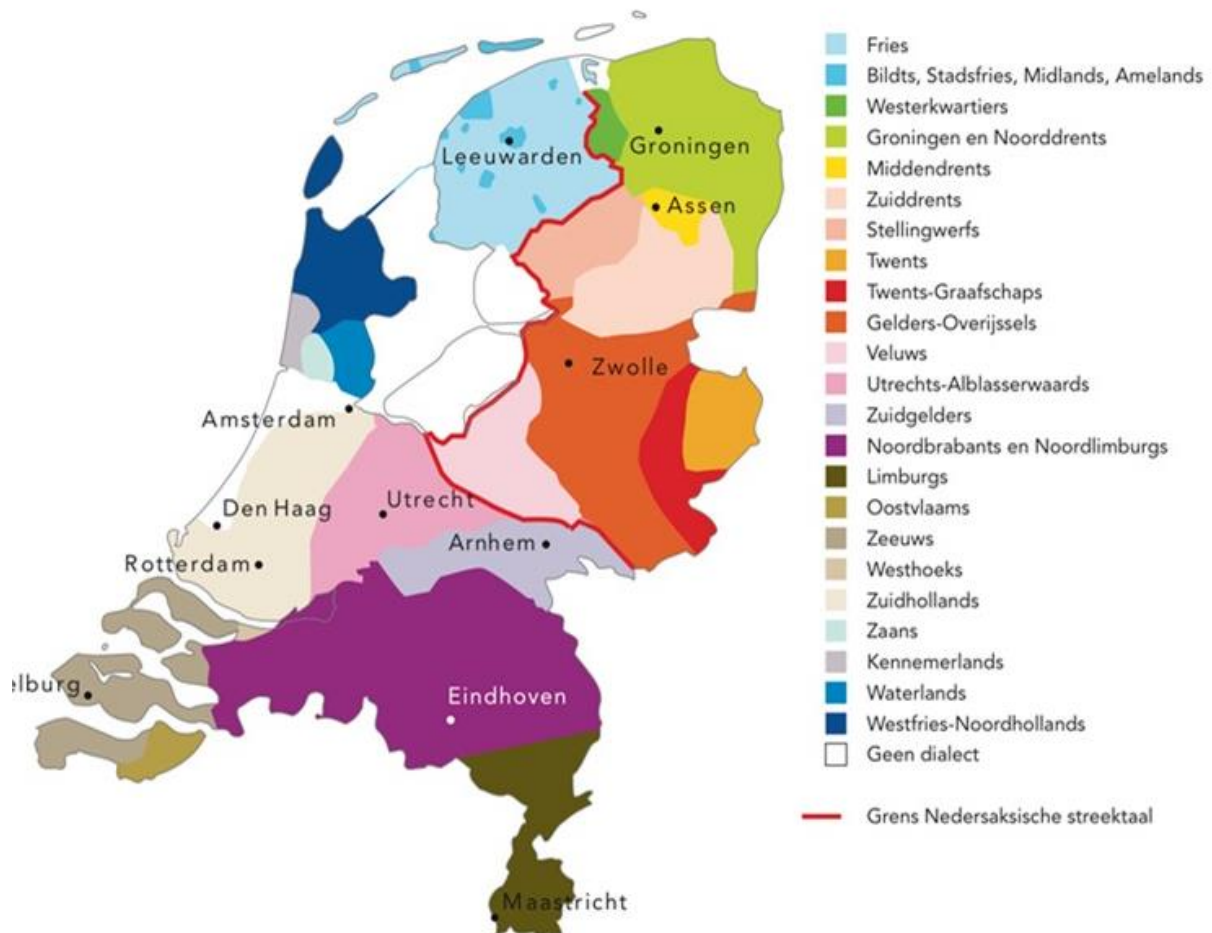 Leeuwarden
Groningen
Assen
Zwolle
Amsterdam
Den Haag
Utrecht
Rotterdam
Arnhem
elburg
Eindhoven
Maastricht
Fries
Bildts, Stadsfries, Midlands, Amelands
Westerkwartiers
Groningen en Noorddrents
Middendrents
Zuiddrents
Stellingwerfs
Twents
Twents-Graafschaps
Gelders-Overijssels
Veluws
Utrechts-Alblasserwaards
Zuidgelders
Noordbrabants en Noordlimburgs
Limburgs
Oostvlaams
Zeeuws
Westhoeks
Zuidhollands
Zaans
Kennemerlands
Waterlands
Westfries-Noordhollands
Geen dialect
Grens Nedersaksische streektaal